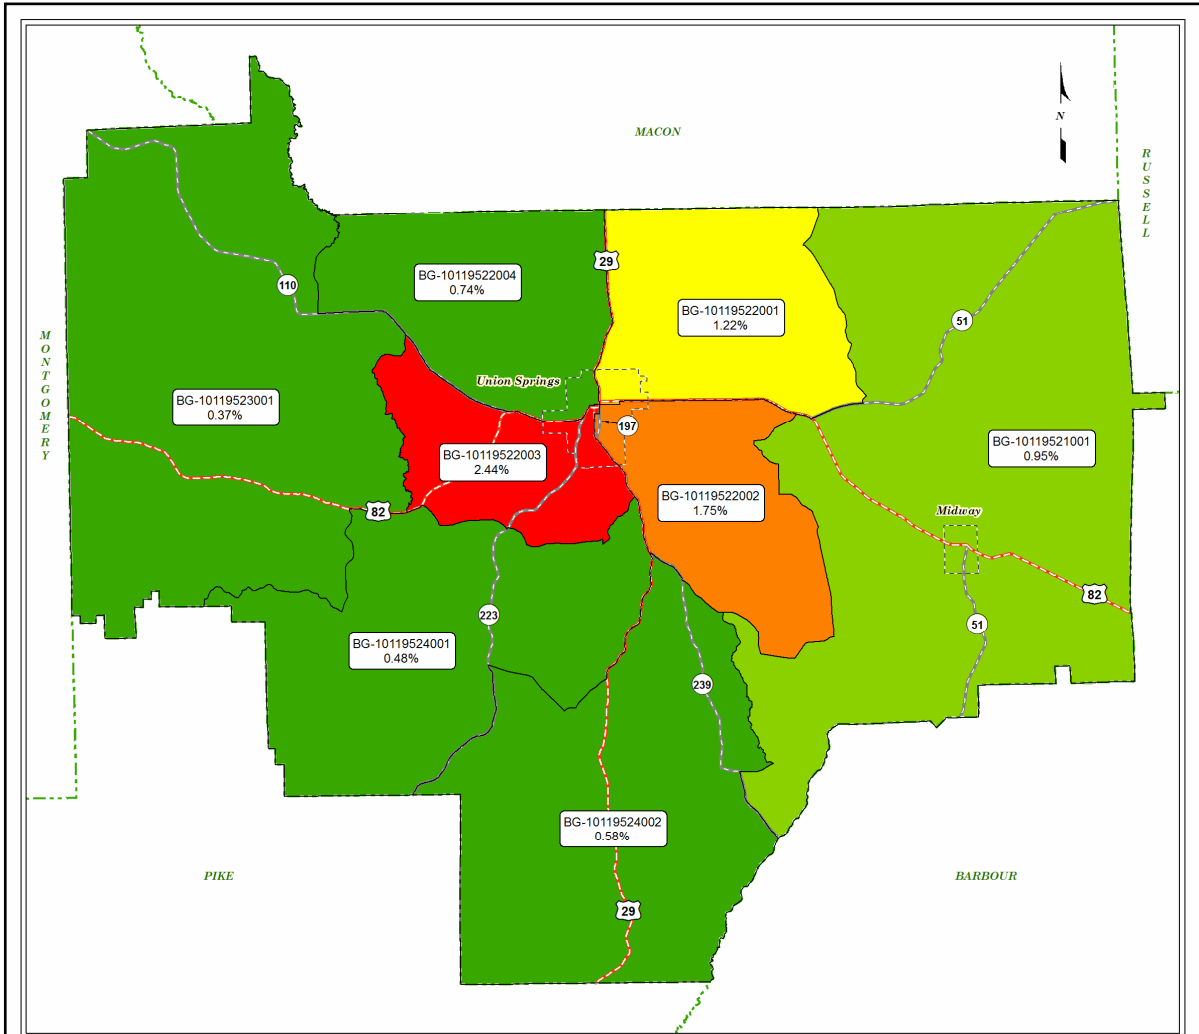 MACON
N
RUSSELL
29
BG-10119522004
0.74%
110
BG-10119522001
1.22%
51
MONTGOMERY
Union Springs
BG-10119523001
0.37%
197
BG-10119522003
2.44%
BG-10119521001
0.95%
BG-10119522002
1.75%
82
Midway
82
223
51
BG-10119524001
0.48%
239
BG-10119524002
0.58%
PIKE
BARBOUR
29